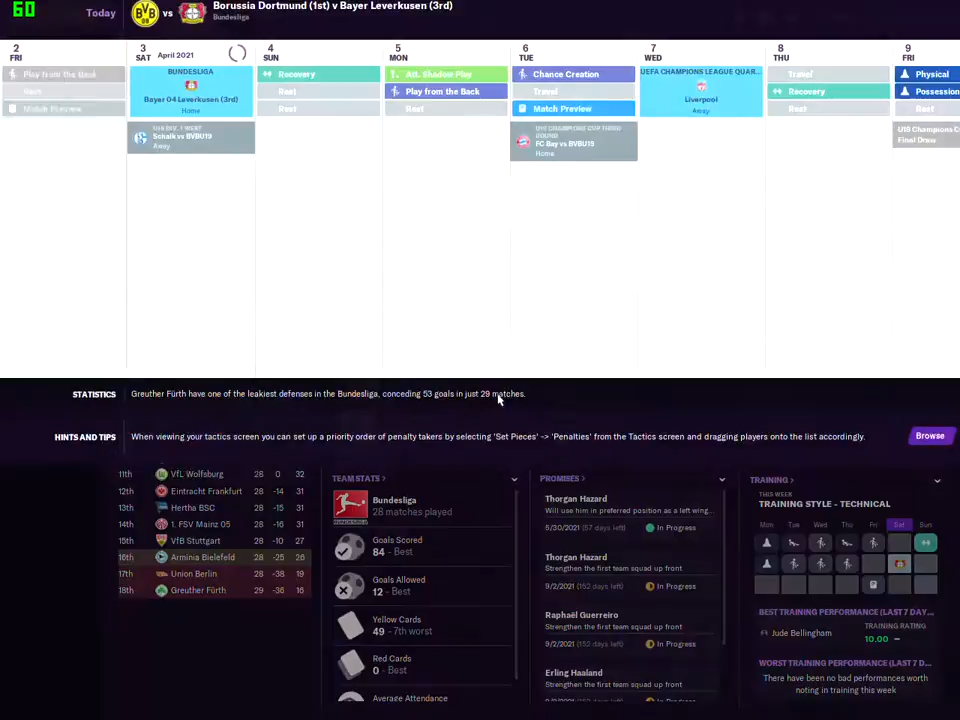 60
Today
vs
Borussia Dortmund (1st) v Bayer Leverkusen (3rd)
Bundesliga
2
FRI
3
SAT April 2021
4
SUN
5
MON
6
TUE
7
WED
8
THU
9
FRI
Play from the Back
Match Preview
BUNDESLIGA
Bayer 04 Leverkusen (3rd)
Home
Schalk vs BVBU19
Away
Recovery
Rest
Rest
Att. Shadow Play
Play from the Back
Rest
Chance Creation
Travel
Match Preview
U19 CHAMPIONS CUP THIRD
ROUND
FC Bay vs BVBU19
Home
UEFA CHAMPIONS LEAGUE QUAR...
Liverpool
Away
Travel
Recovery
Rest
Physical
Possession
Rest
U19 Champions C
Final Draw
STATISTICS
Greuther Fürth have one of the leakiest defenses in the Bundesliga, conceding 53 goals in just 29 matches.
HINTS AND TIPS
When viewing your tactics screen you can set up a priority order of penalty takers by selecting 'Set Pieces' -> 'Penalties' from the Tactics screen and dragging players onto the list accordingly.
Browse
11th VfL Wolfsburg 28 0 32
12th Eintracht Frankfurt 28 -14 31
13th Hertha BSC 28 -15 31
14th 1. FSV Mainz 05 28 -16 31
15th VfB Stuttgart 28 -10 27
16th Arminia Bielefeld 28 -25 26
17th Union Berlin 28 -38 19
18th Greuther Fürth 29 -36 16
TEAM STATS >
BUNDESLIGA
Bundesliga
28 matches played
Goals Scored
84 - Best
Goals Allowed
12 - Best
Yellow Cards
49 - 7th worst
Red Cards
0 - Best
Average Attendance
PROMISES >
Thorgan Hazard
Will use him in preferred position as a left wing...
5/30/2021 (57 days left) In Progress
Thorgan Hazard
Strengthen the first team squad up front
9/2/2021 (152 days left) In Progress
Raphaël Guerreiro
Strengthen the first team squad up front
9/2/2021 (152 days left) In Progress
Erling Haaland
Strengthen the first team squad up front
In Progress
TRAINING >
THIS WEEK
TRAINING STYLE - TECHNICAL
Mon Tue Wed Thu Fri Sat Sun
BEST TRAINING PERFORMANCE (LAST 7 DAY...
Jude Bellingham
TRAINING RATING
10.00 -
WORST TRAINING PERFORMANCE (LAST 7 D...
There have been no bad performances worth
noting in training this week